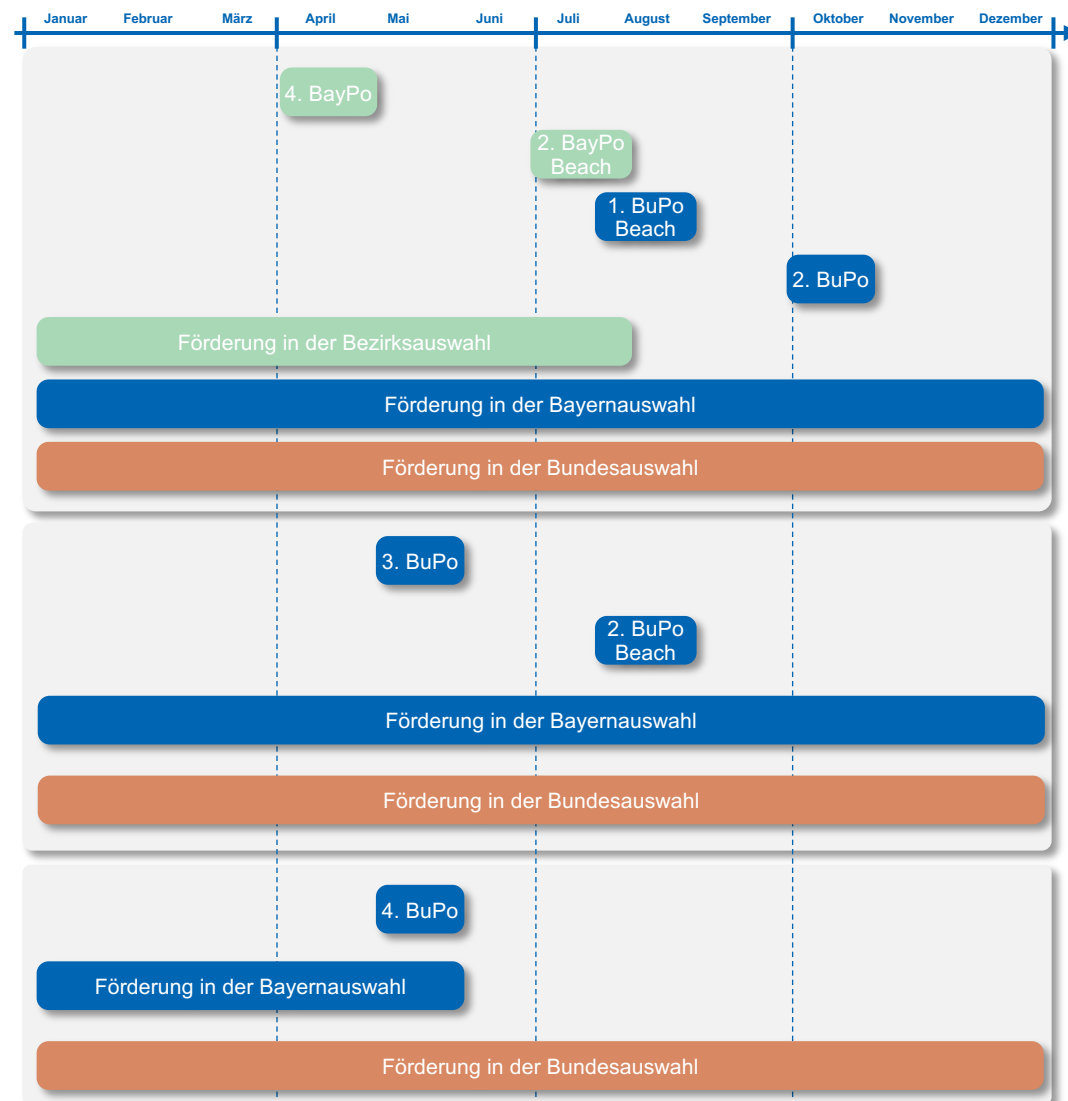 Januar Februar März April Mai Juni Juli August September Oktober November Dezember
4. BayPo
2. BayPo
Beach
1. BuPo
Beach
2. BuPo
Förderung in der Bezirksauswahl
Förderung in der Bayernauswahl
Förderung in der Bundesauswahl
3. BuPo
2. BuPo
Beach
Förderung in der Bayernauswahl
Förderung in der Bundesauswahl
4. BuPo
Förderung in der Bayernauswahl
Förderung in der Bundesauswahl